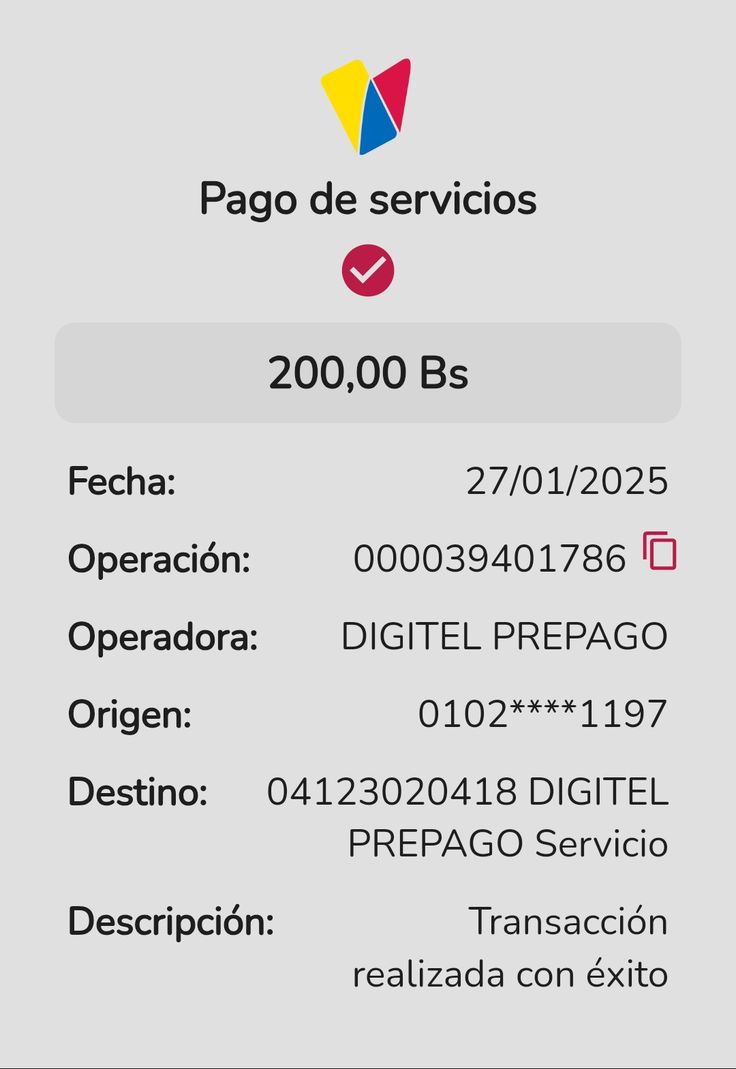 Pago de servicios
200,00 Bs
Fecha: 27/01/2025
Operación: 000039401786
Operadora: DIGITEL PREPAGO
Origen: 0102****1197
Destino: 04123020418 DIGITEL
PREPAGO Servicio
Descripción: Transacción
realizada con éxito